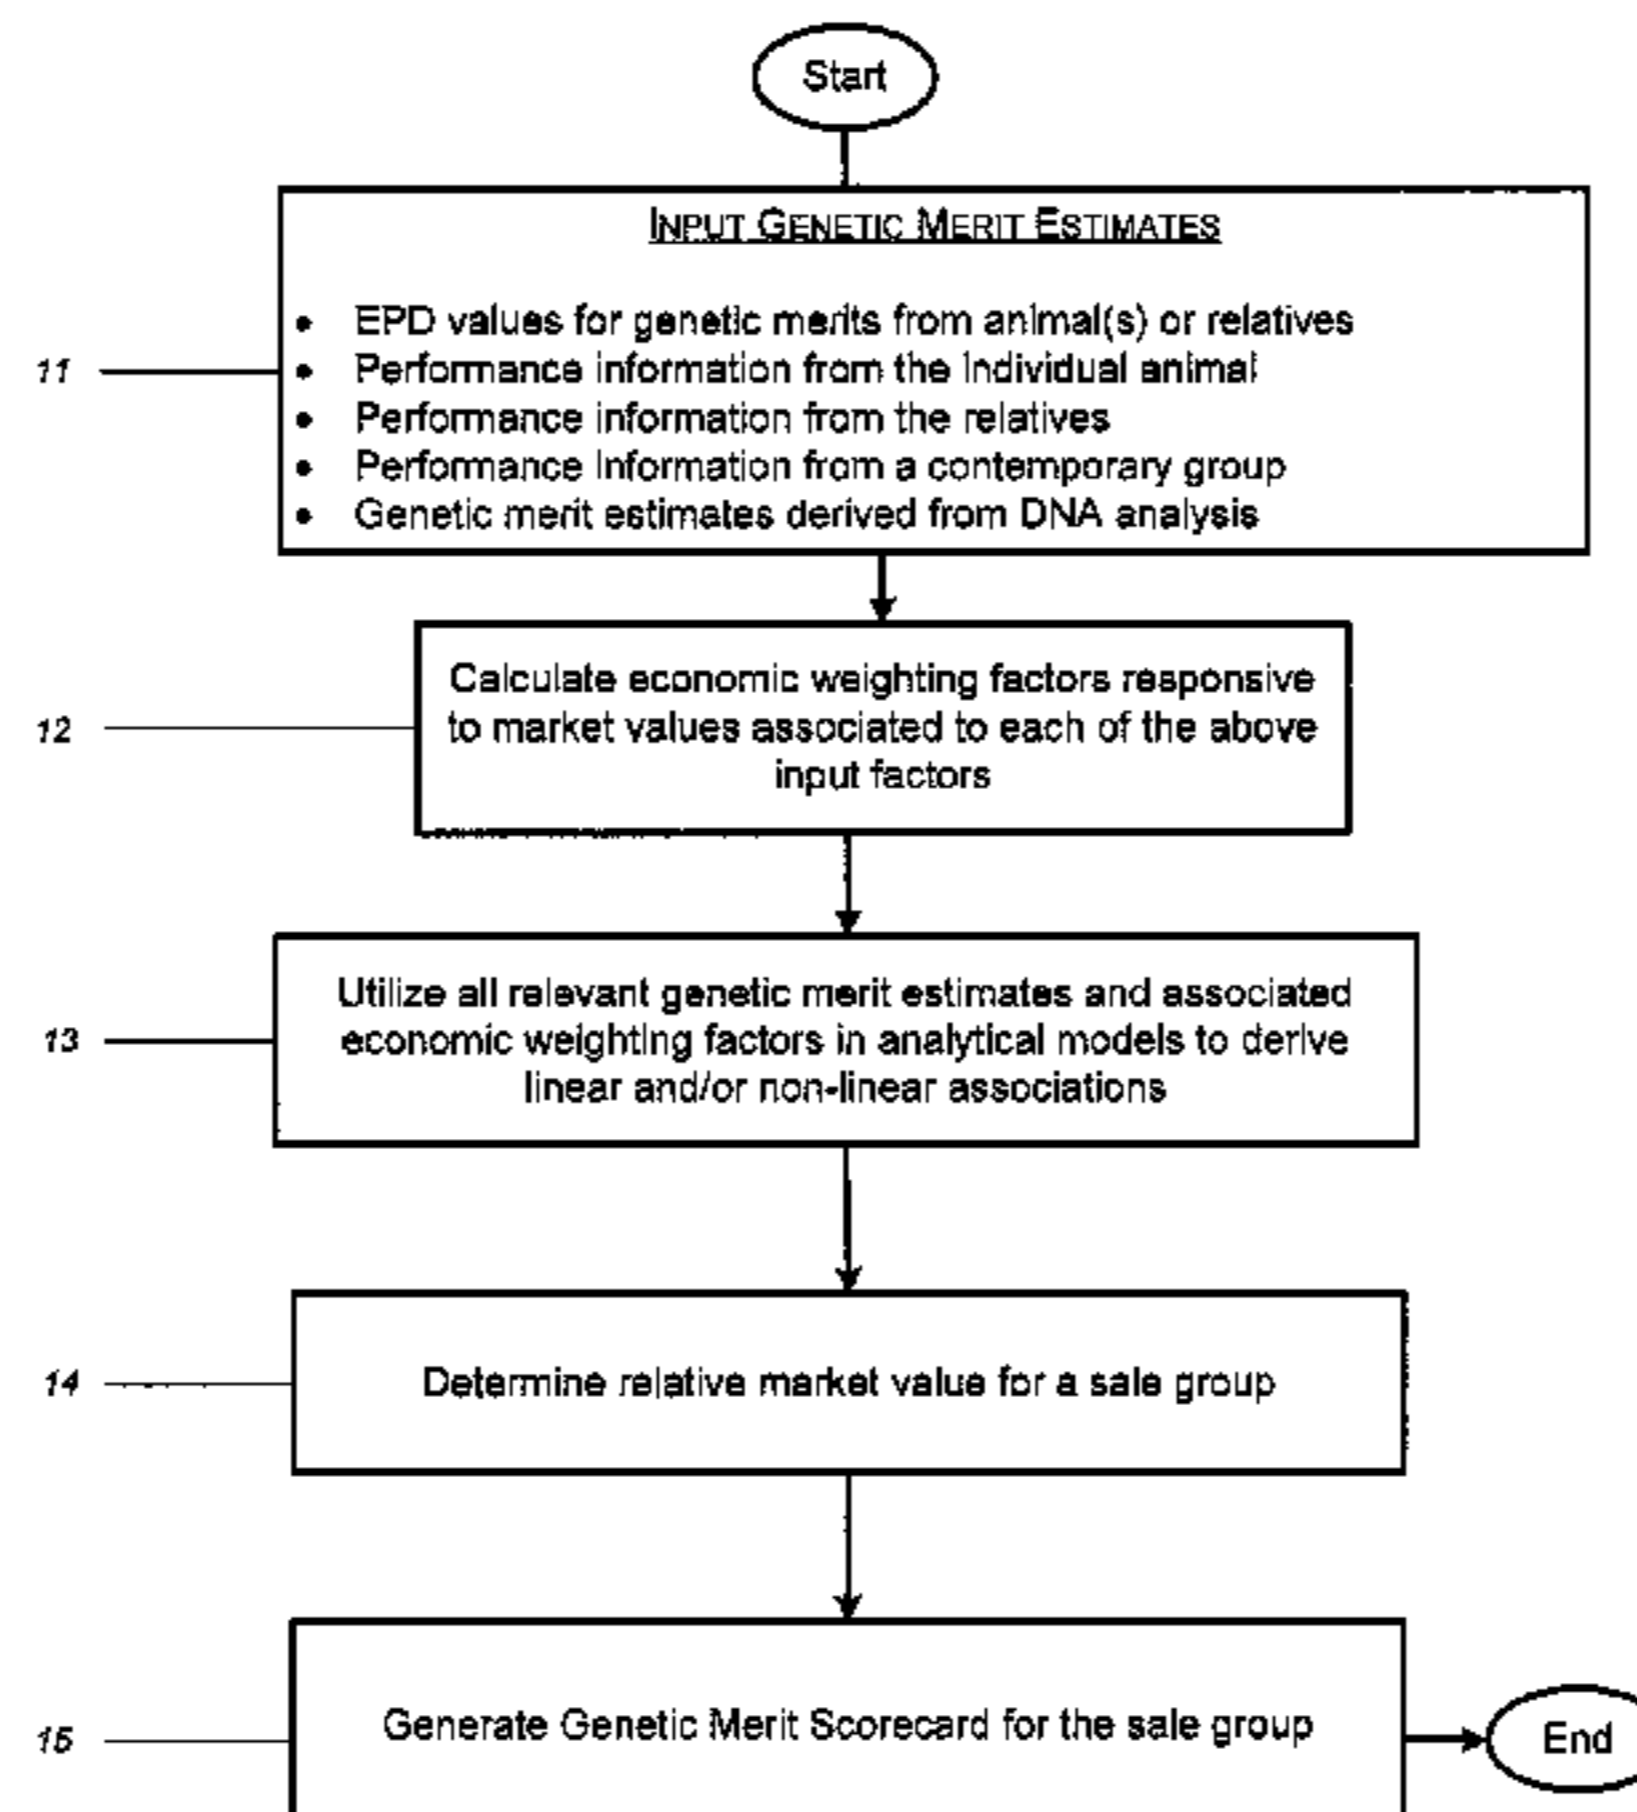 Start
INPUT GENETIC MERIT ESTIMATES
• EPD values for genetic merits from animal(s) or relatives
• Performance information from the individual animal
• Performance information from the relatives
• Performance information from a contemporary group
• Genetic merit estimates derived from DNA analysis
11
Calculate economic weighting factors responsive
to market values associated to each of the above
input factors
12
Utilize all relevant genetic merit estimates and associated
economic weighting factors in analytical models to derive
linear and/or non-linear associations
13
Determine relative market value for a sale group
14
Generate Genetic Merit Scorecard for the sale group
15
End